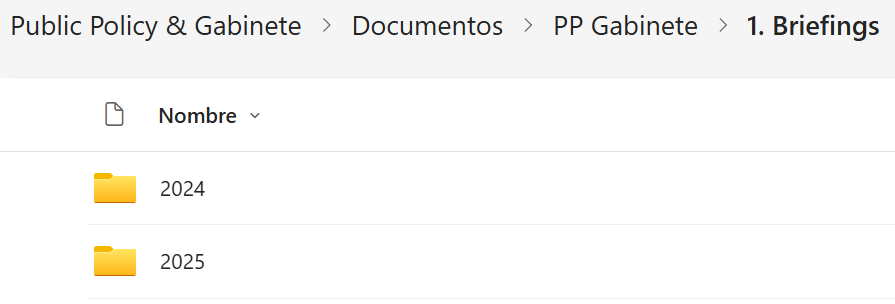 Public Policy & Gabinete > Documentos > PP Gabinete > 1. Briefings
Nombre
2024
2025